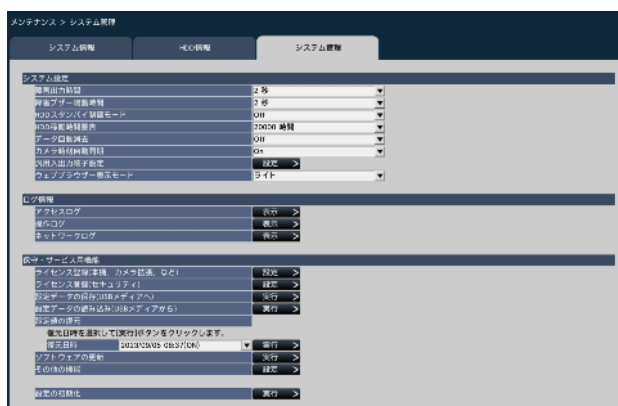 メンテナンス > システム管理
システム情報 HDD情報 システム管理
システム設定
障害出力時間 2 秒
障害ブザー鳴動時間 2 秒
HDDスタンバイ制御モード Off
HDD稼働時間警告 20000 時間
データ自動消去 Off
カメラ時刻自動同期 On
汎用入出力端子設定 設定 >
ウェブブラウザー表示モード ライト
ログ情報
アクセスログ 表示 >
操作ログ 表示 >
ネットワークログ 表示 >
保守・サービス用機能
ライセンス登録(本機、カメラ拡張、など) 設定 >
ライセンス登録(セキュリティ) 設定 >
設定データの保存(USBメディアへ) 実行 >
設定データの読み込み(USBメディアから) 実行 >
設定値の復元
復元日時を選択して[実行]ボタンをクリックします。
復元日時 2023/09/05 08:37(ON) 実行 >
ソフトウェアの更新 実行 >
その他の機能 設定 >
設定の初期化 実行 >